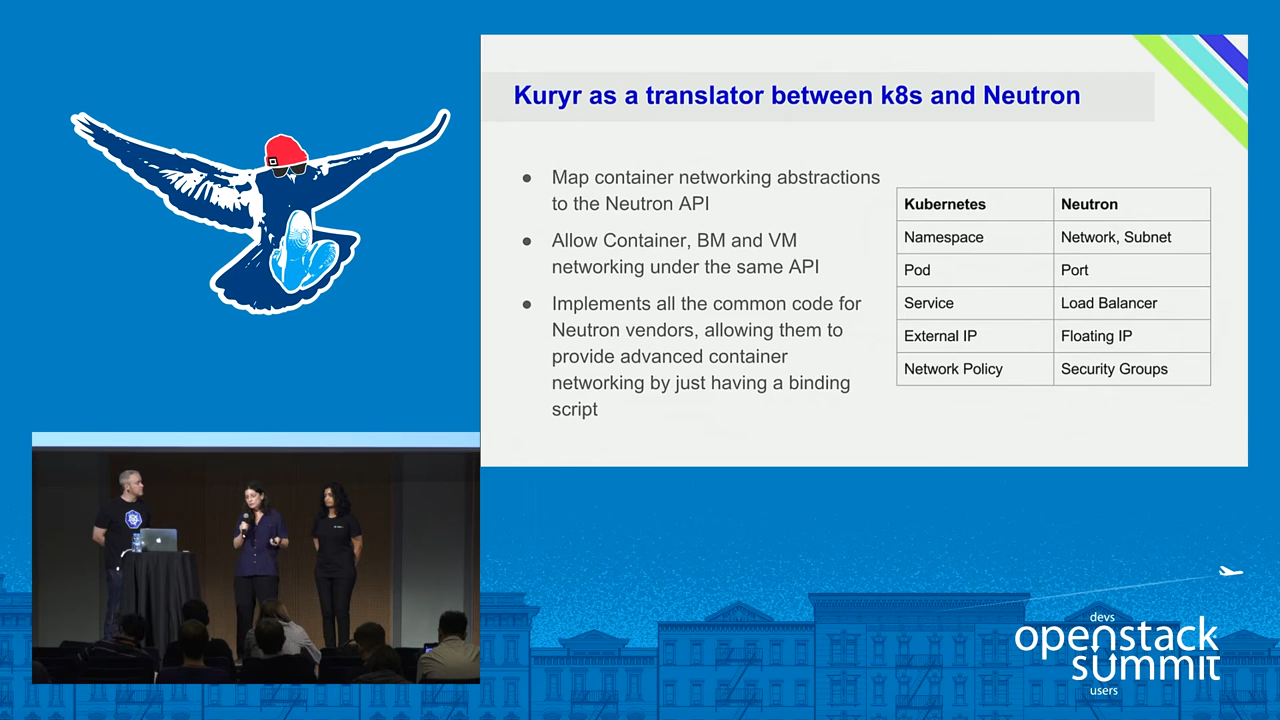 Kuryr as a translator between k8s and Neutron
● Map container networking abstractions
to the Neutron API
● Allow Container, BM and VM
networking under the same API
● Implements all the common code for
Neutron vendors, allowing them to
provide advanced container
networking by just having a binding
script
Kubernetes Neutron
Namespace Network, Subnet
Pod Port
Service Load Balancer
External IP Floating IP
Network Policy Security Groups
devs
openstack
summit
users